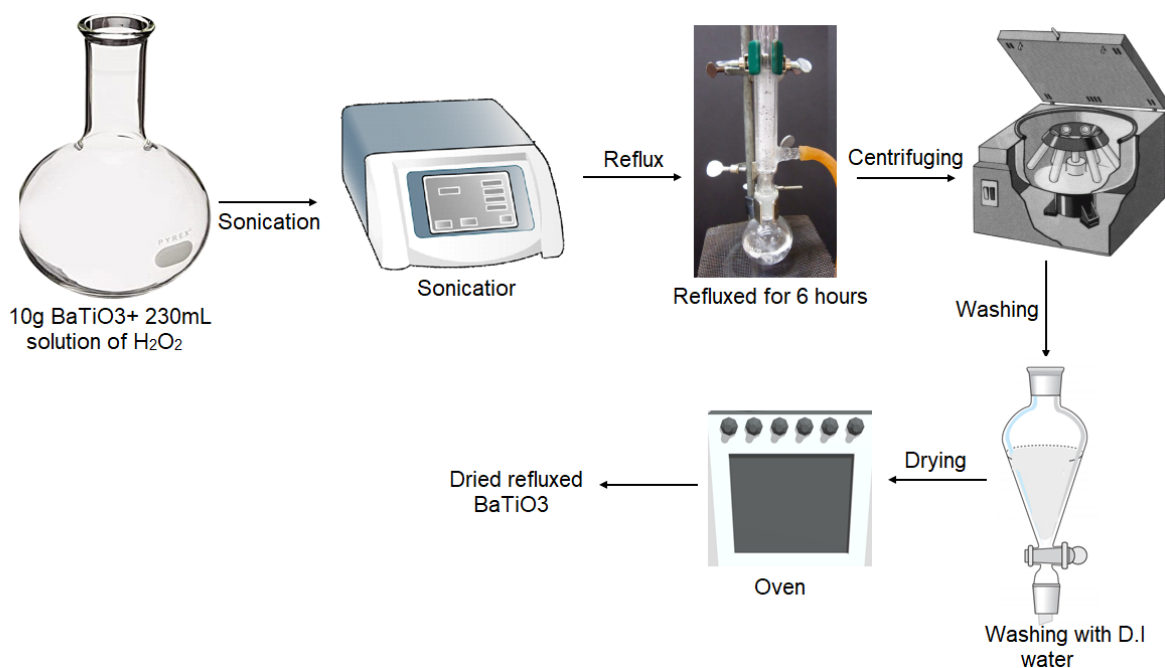 PYREX
10g BaTiO3+ 230mL
solution of H₂O₂
Sonication
Sonicatior
Reflux
Refluxed for 6 hours
Centrifuging
Washing
Washing with D.I
water
Drying
Oven
Dried refluxed
BaTiO3